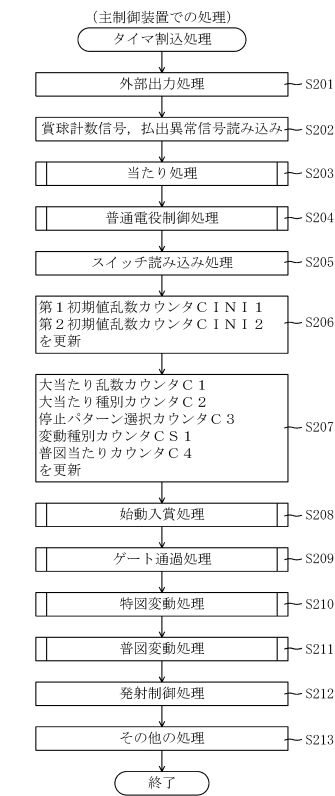 （主制御装置での処理）
タイマ割込処理
外部出力処理 S201
賞球計数信号，払出異常信号読み込み S202
当たり処理 S203
普通電役制御処理 S204
スイッチ読み込み処理 S205
第１初期値乱数カウンタＣＩＮＩ１
第２初期値乱数カウンタＣＩＮＩ２
を更新
S206
大当たり乱数カウンタＣ１
大当たり種別カウンタＣ２
停止パターン選択カウンタＣ３
変動種別カウンタＣＳ１
普図当たりカウンタＣ４
を更新
S207
始動入賞処理 S208
ゲート通過処理 S209
特図変動処理 S210
普図変動処理 S211
発射制御処理 S212
その他の処理 S213
終了